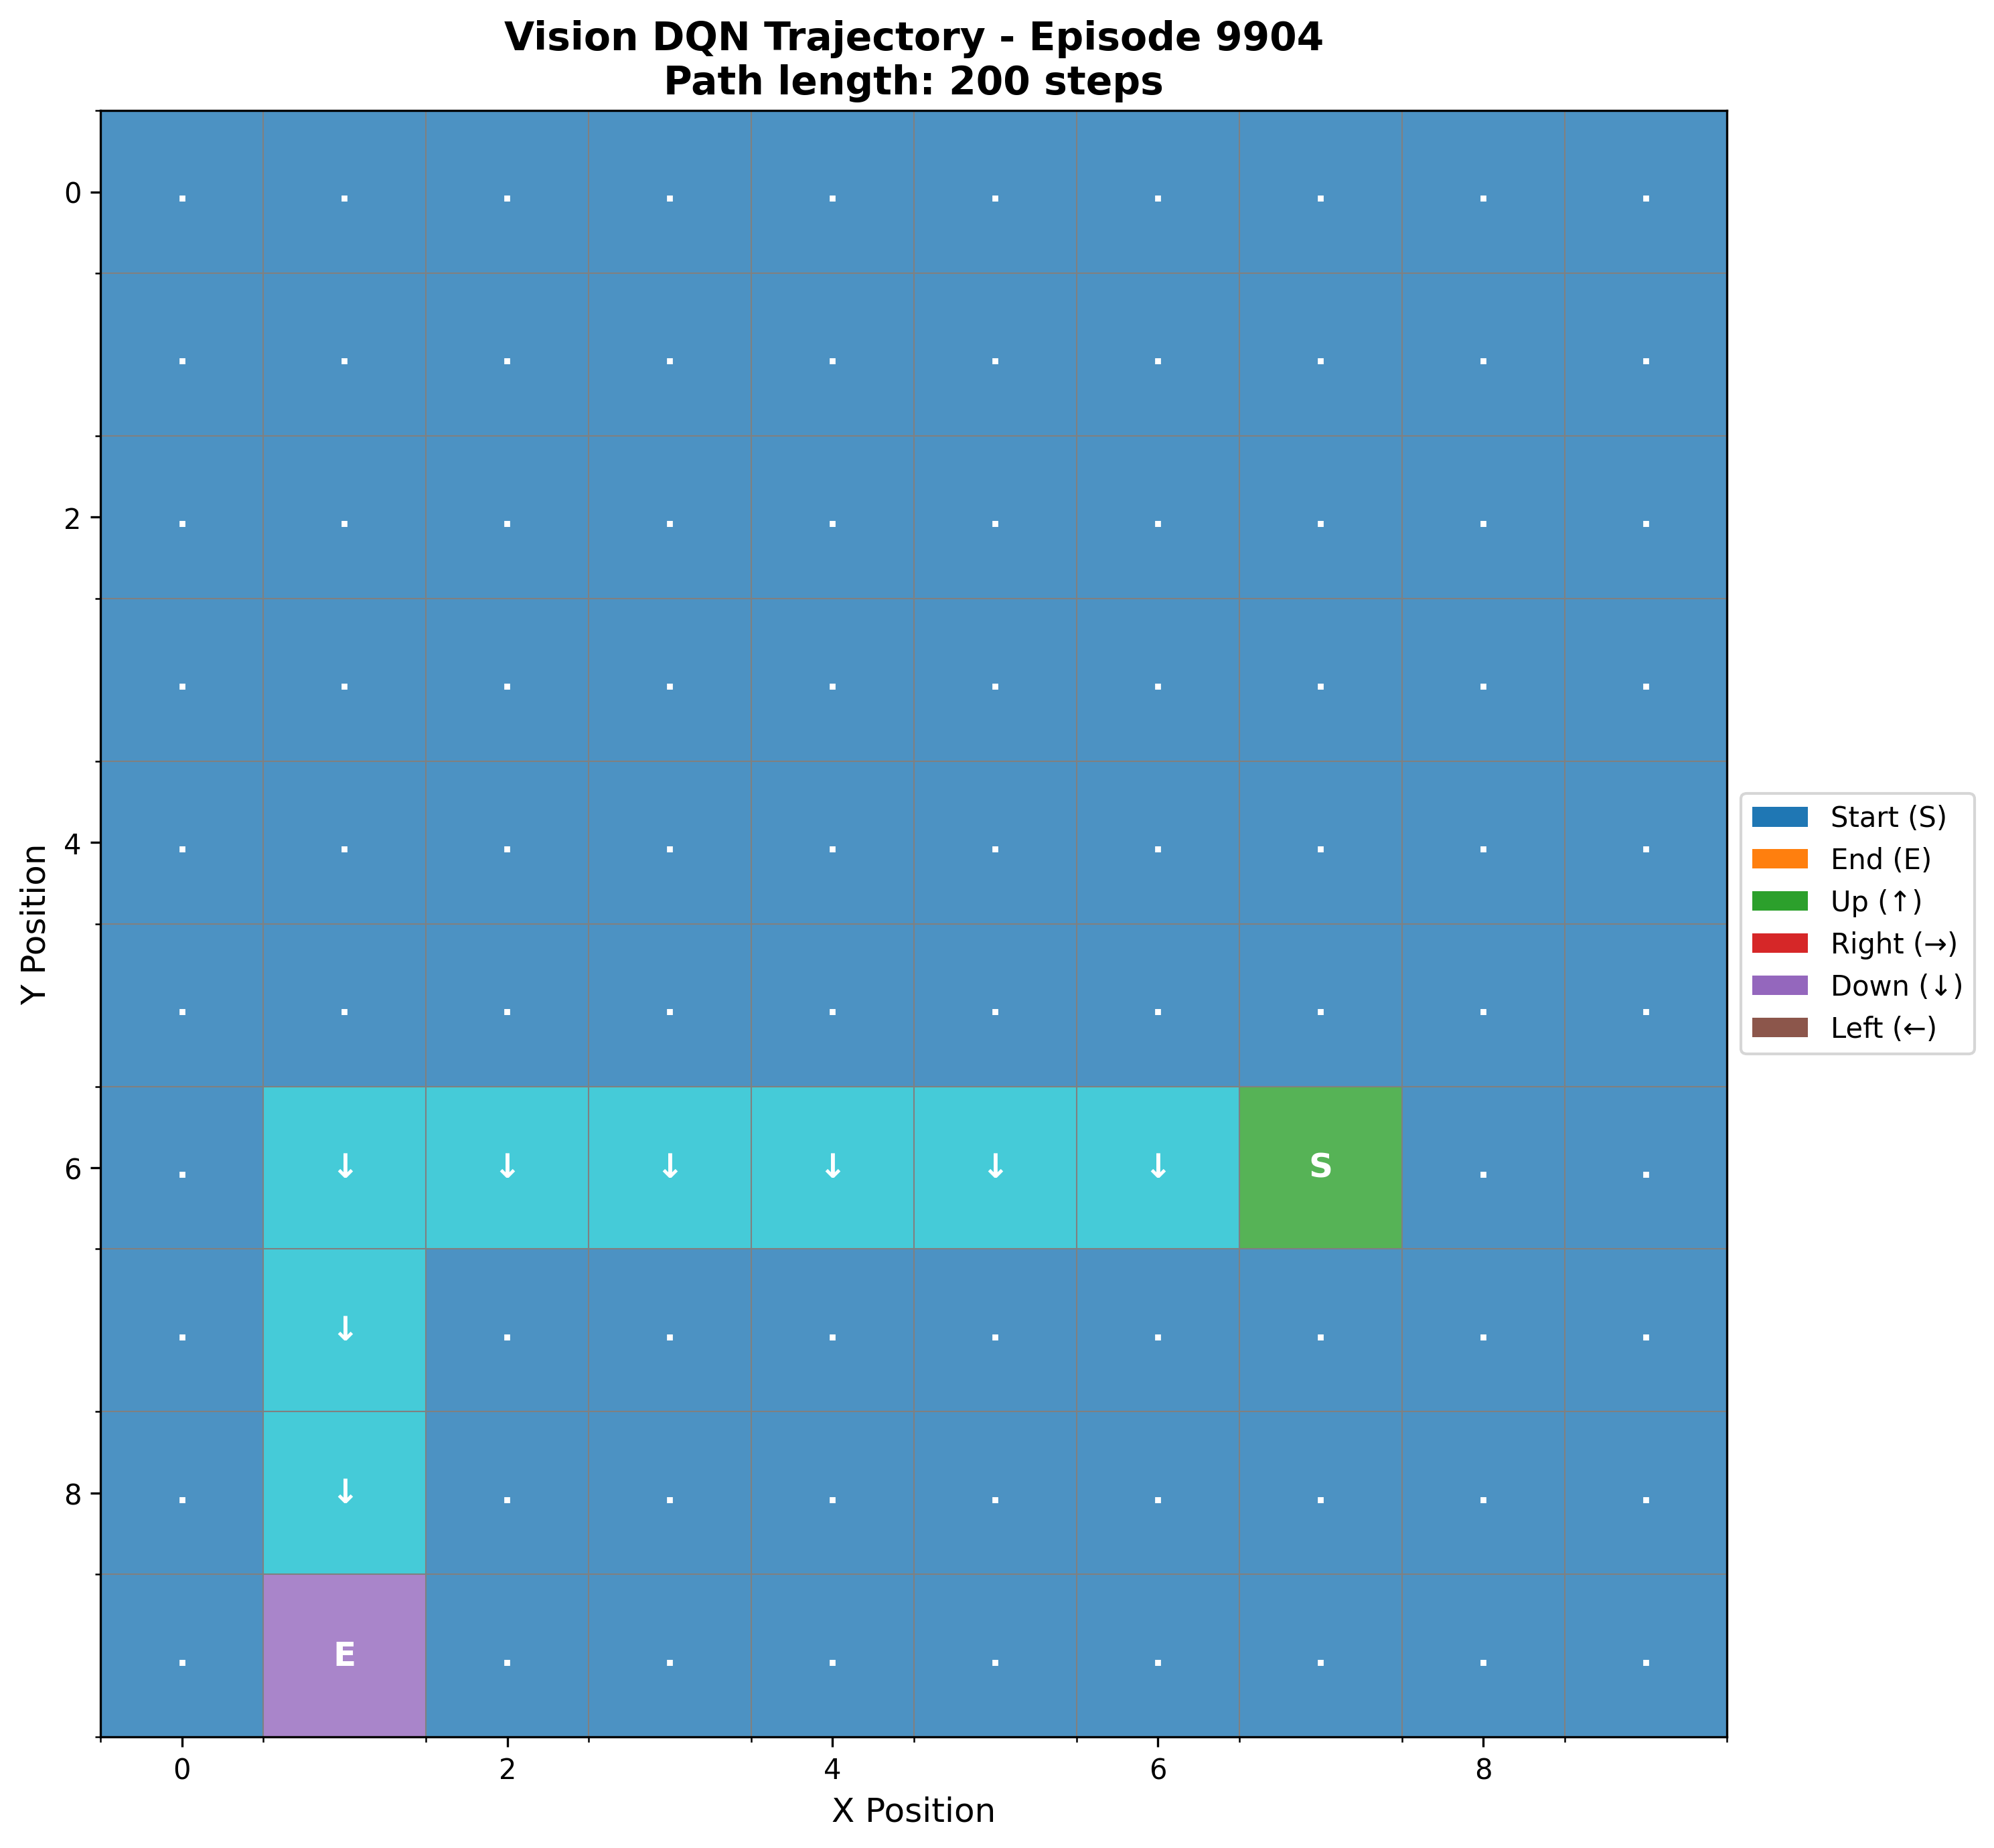 Vision DQN Trajectory - Episode 9904
Path length: 200 steps
0 . . . . . . . . . .
. . . . . . . . . .
2 . . . . . . . . . .
. . . . . . . . . .
4 . . . . . . . . . .
. . . . . . . . . .
6 . ↓ ↓ ↓ ↓ ↓ ↓ S . .
. ↓ . . . . . . . .
8 . ↓ . . . . . . . .
. E . . . . . . . .
0 2 4 6 8
X Position
Y Position
Start (S)
End (E)
Up (↑)
Right (→)
Down (↓)
Left (←)